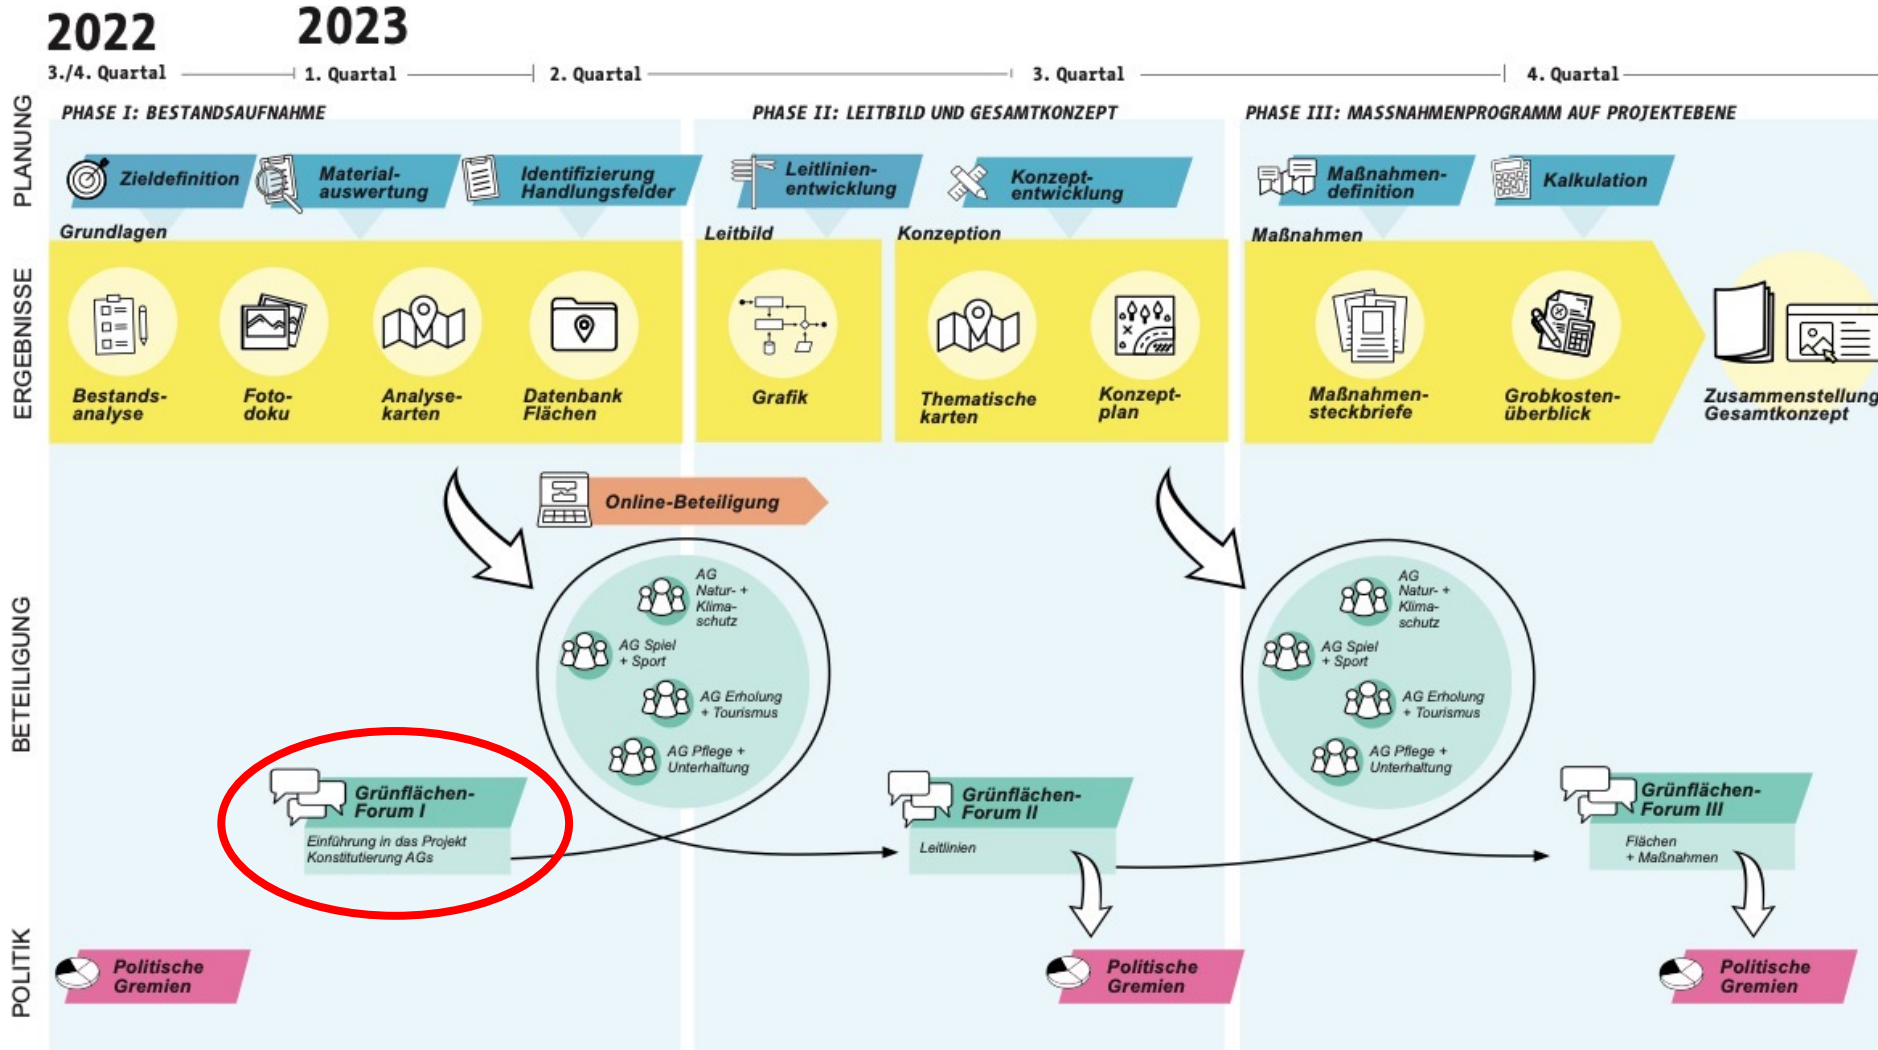 2022
2023
3./4. Quartal
1. Quartal
2. Quartal
3. Quartal
4. Quartal
PLANUNG
PHASE I: BESTANDSAUFNAHME
PHASE II: LEITBILD UND GESAMTKONZEPT
PHASE III: MASSNAHMENPROGRAMM AUF PROJEKTEBENE
Zieldefinition
Material-
auswertung
Identifizierung
Handlungsfelder
Leitlinien-
entwicklung
Konzept-
entwicklung
Maßnahmen-
definition
Kalkulation
Grundlagen
Leitbild
Konzeption
Maßnahmen
ERGEBNISSE
Bestands-
analyse
Foto-
doku
Analyse-
karten
Datenbank
Flächen
Grafik
Thematische
karten
Konzept-
plan
Maßnahmen-
steckbriefe
Grobkosten-
überblick
Zusammenstellung
Gesamtkonzept
BETEILIGUNG
Online-Beteiligung
AG
Natur- +
Klima-
schutz
AG Spiel
+ Sport
AG Erholung
+ Tourismus
AG Pflege +
Unterhaltung
AG
Natur- +
Klima-
schutz
AG Spiel
+ Sport
AG Erholung
+ Tourismus
AG Pflege +
Unterhaltung
Grünflächen-
Forum I
Einführung in das Projekt
Konstitutierung AGs
Grünflächen-
Forum II
Leitlinien
Grünflächen-
Forum III
Flächen
+ Maßnahmen
POLITIK
Politische
Gremien
Politische
Gremien
Politische
Gremien